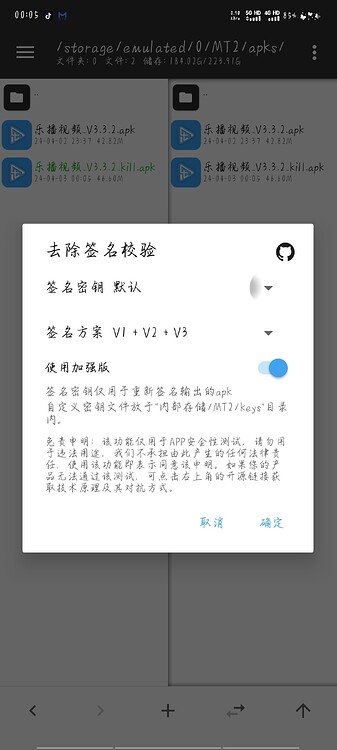 00:05
5G HD 4G HD
85%
/storage/emulated/0/MT2/apks/
文件夹: 0 文件: 2 储存: 184.02G/223.91G
..
..
乐播视频_V3.3.2.apk
24-04-02 23:37 42.82M
乐播视频_V3.3.2.apk
24-04-02 23:37 42.82M
乐播视频_V3.3.2_kill.apk
24-04-03 00:05 46.60M
乐播视频_V3.3.2_kill.apk
24-04-03 00:05 46.60M
去除签名校验
签名密钥 默认
签名方案 V1 + V2 + V3
使用加强版
签名密钥仅用于重新签名输出的apk
自定义密钥文件放于"内部存储/MT2/keys"目录
内。
免责申明: 该功能仅用于APP安全性测试, 请勿用
于违法用途, 我们不承担由此产生的任何法律责
任, 使用该功能即表示同意该申明。如果您的产
品无法通过该测试, 可点击右上角的开源链接获
取技术原理及其对抗方式。
取消
确定